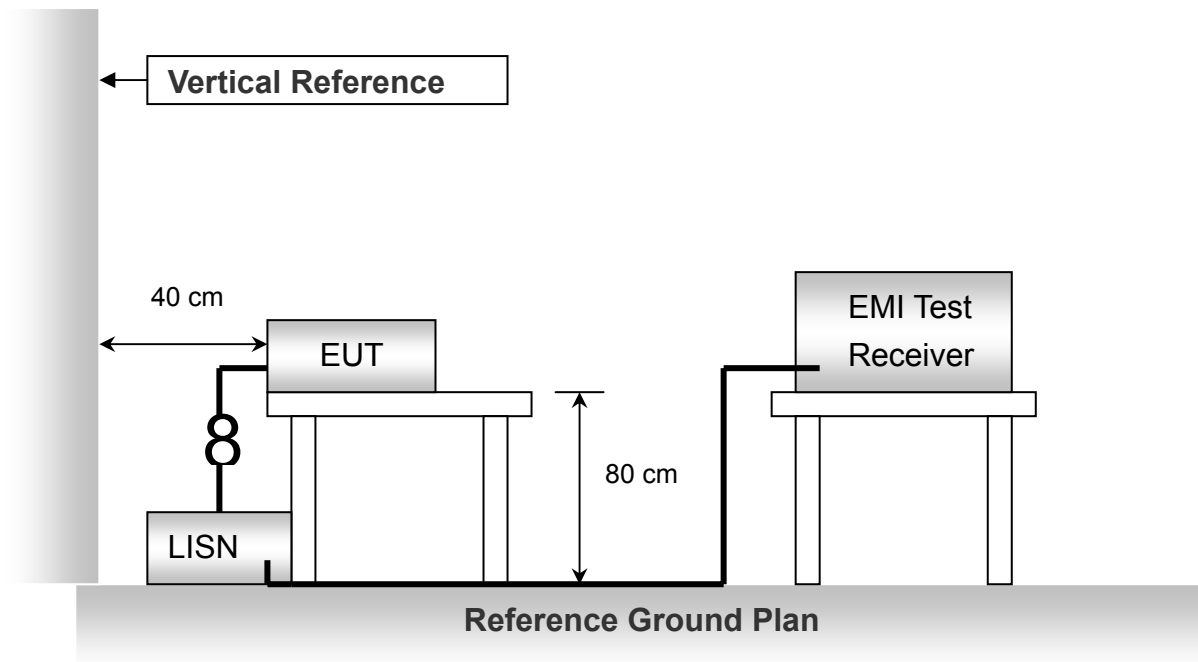 Vertical Reference
40 cm
EUT
EMI Test
Receiver
80 cm
LISN
Reference Ground Plan